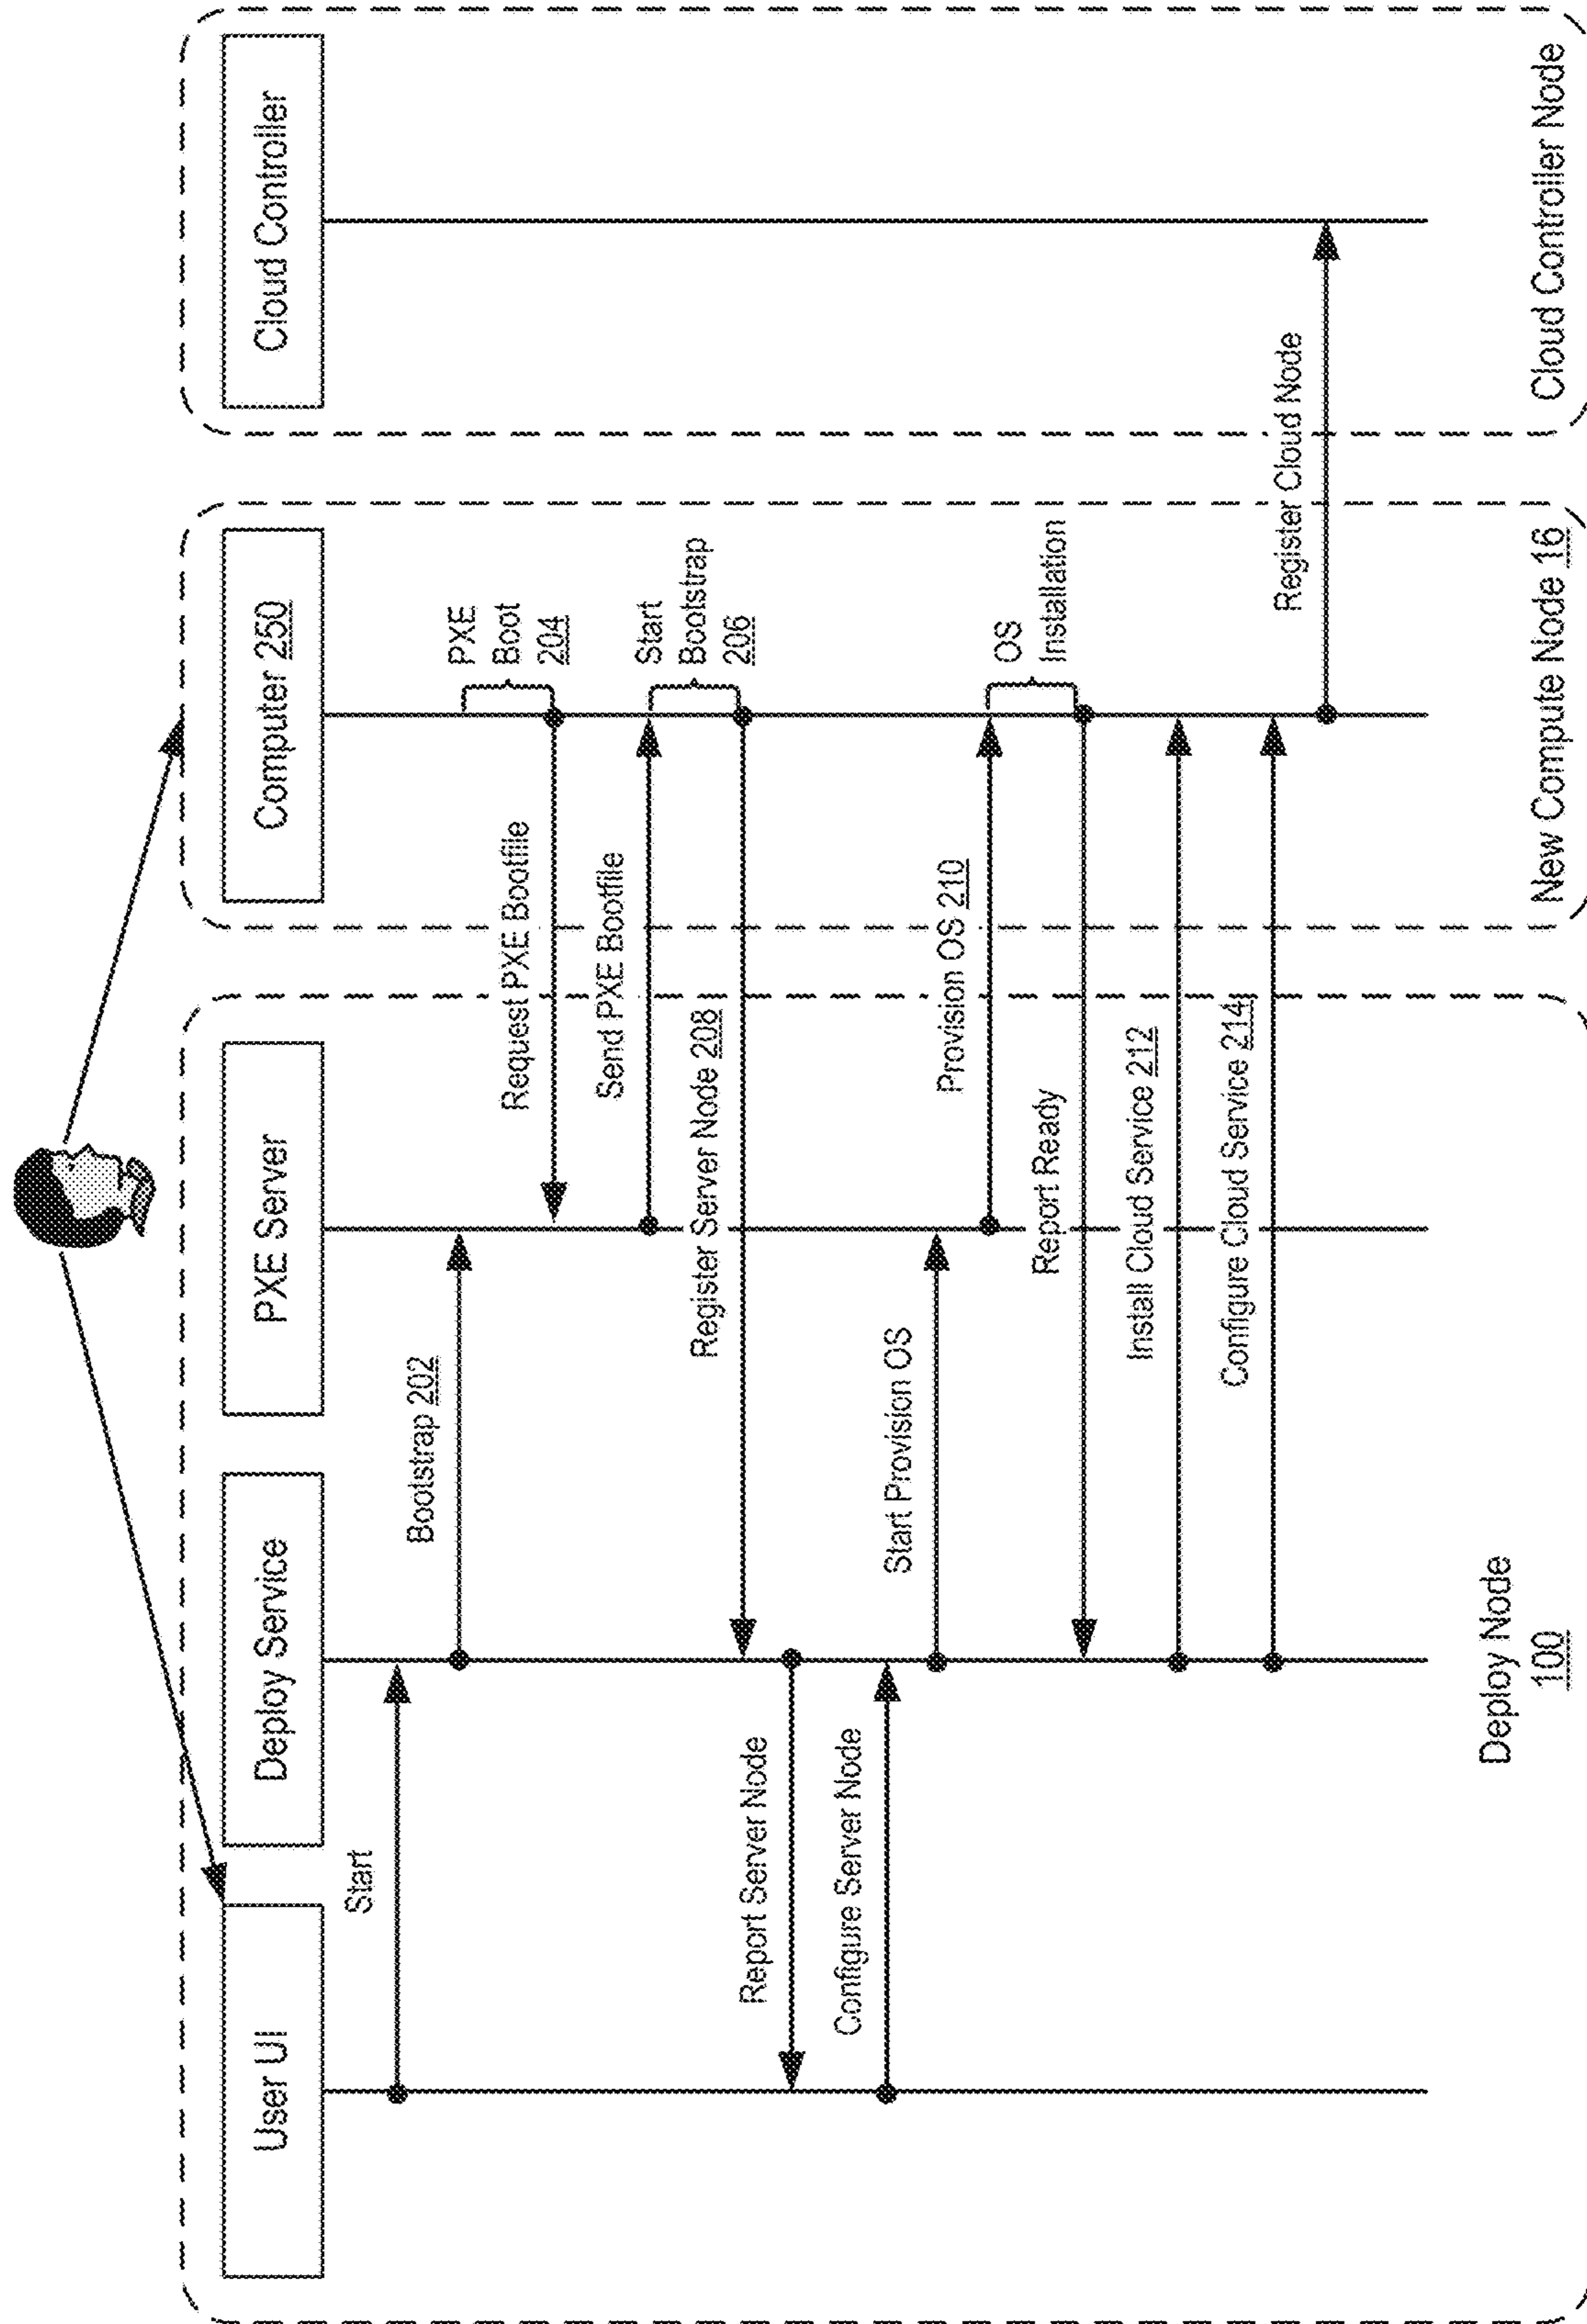 User UI
Deploy Service
PXE Server
Computer 250
Cloud Controller
Start
Bootstrap 202
PXE
Boot
204
Request PXE Bootfile
Send PXE Bootfile
Start
Bootstrap
206
Register Server Node 208
Report Server Node
Configure Server Node
Start Provision OS
Provision OS 210
OS
Installation
Report Ready
Install Cloud Service 212
Configure Cloud Service 214
Register Cloud Node
Deploy Node
100
New Compute Node 16
Cloud Controller Node